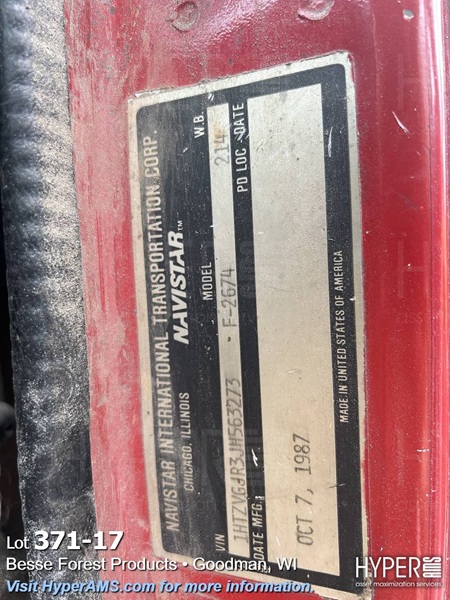 NAVISTAR INTERNATIONAL TRANSPORTATION CORP.
CHICAGO, ILLINOIS
NAVISTAR™
VIN MODEL W.B.
1HTZVGJR3JH563273 • F-2674 214
DATE MFG. PD LOC DATE
OCT 7, 1987
MADE IN UNITED STATES OF AMERICA
Lot 371-17
Besse Forest Products • Goodman, WI
Visit HyperAMS.com for more information.
HYPERAMS
asset maximization services